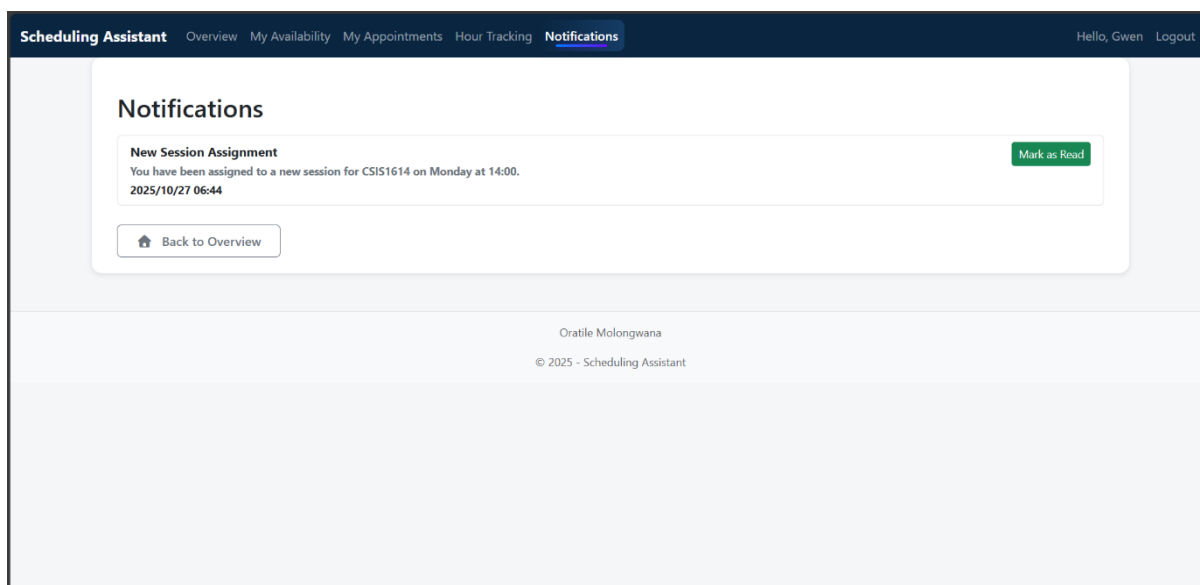 Scheduling Assistant Overview My Availability My Appointments Hour Tracking Notifications Hello, Gwen Logout
Notifications
New Session Assignment
Mark as Read
You have been assigned to a new session for CSIS1614 on Monday at 14:00.
2025/10/27 06:44
Back to Overview
Oratile Molongwana
© 2025 - Scheduling Assistant